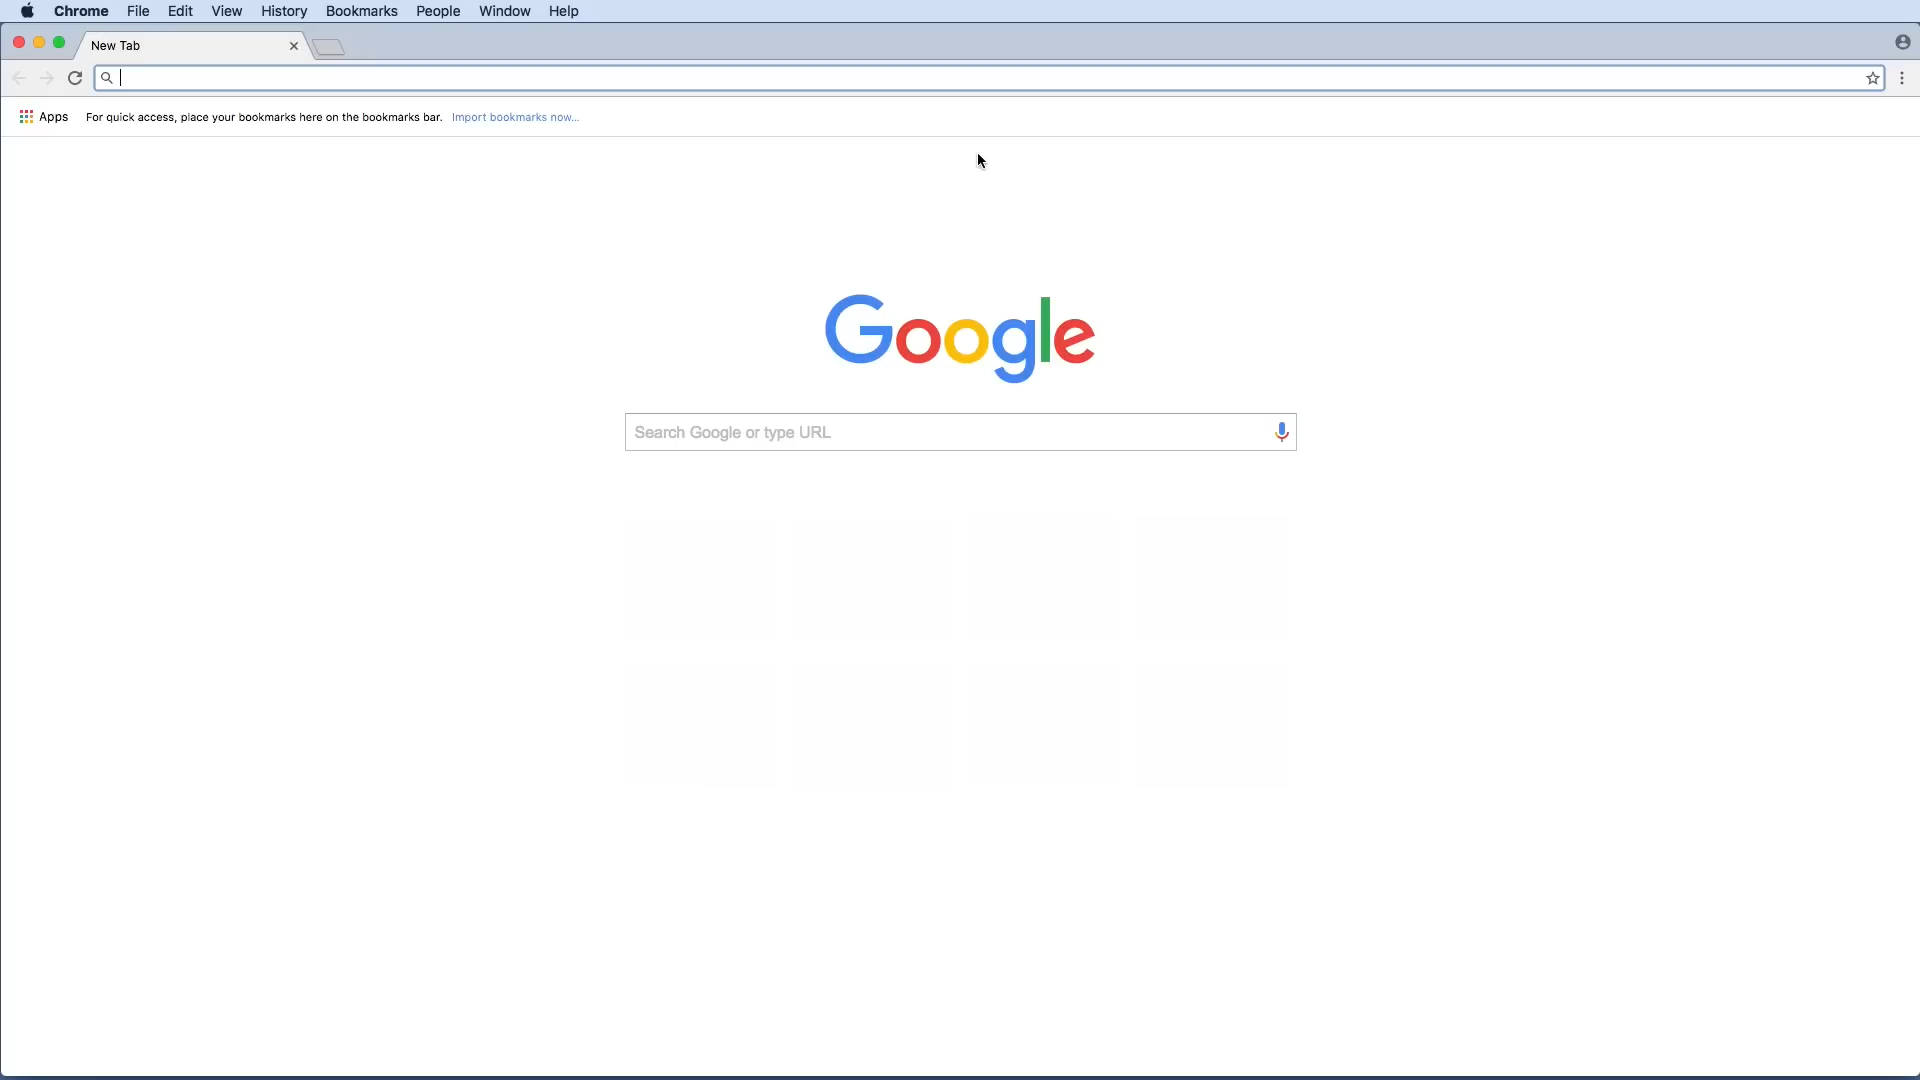 Chrome File Edit View History Bookmarks People Window Help
New Tab
Apps For quick access, place your bookmarks here on the bookmarks bar. Import bookmarks now...
Google
Search Google or type URL